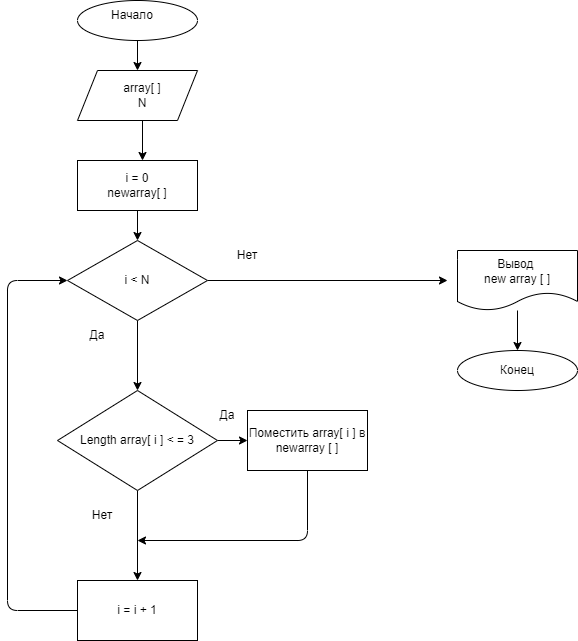 Начало
array[ ]
N
i = 0
newarray[ ]
i < N
Нет
Вывод
new array [ ]
Да
Конец
Length array[ i ] < = 3
Да
Поместить array[ i ] в
newarray [ ]
Нет
i = i + 1